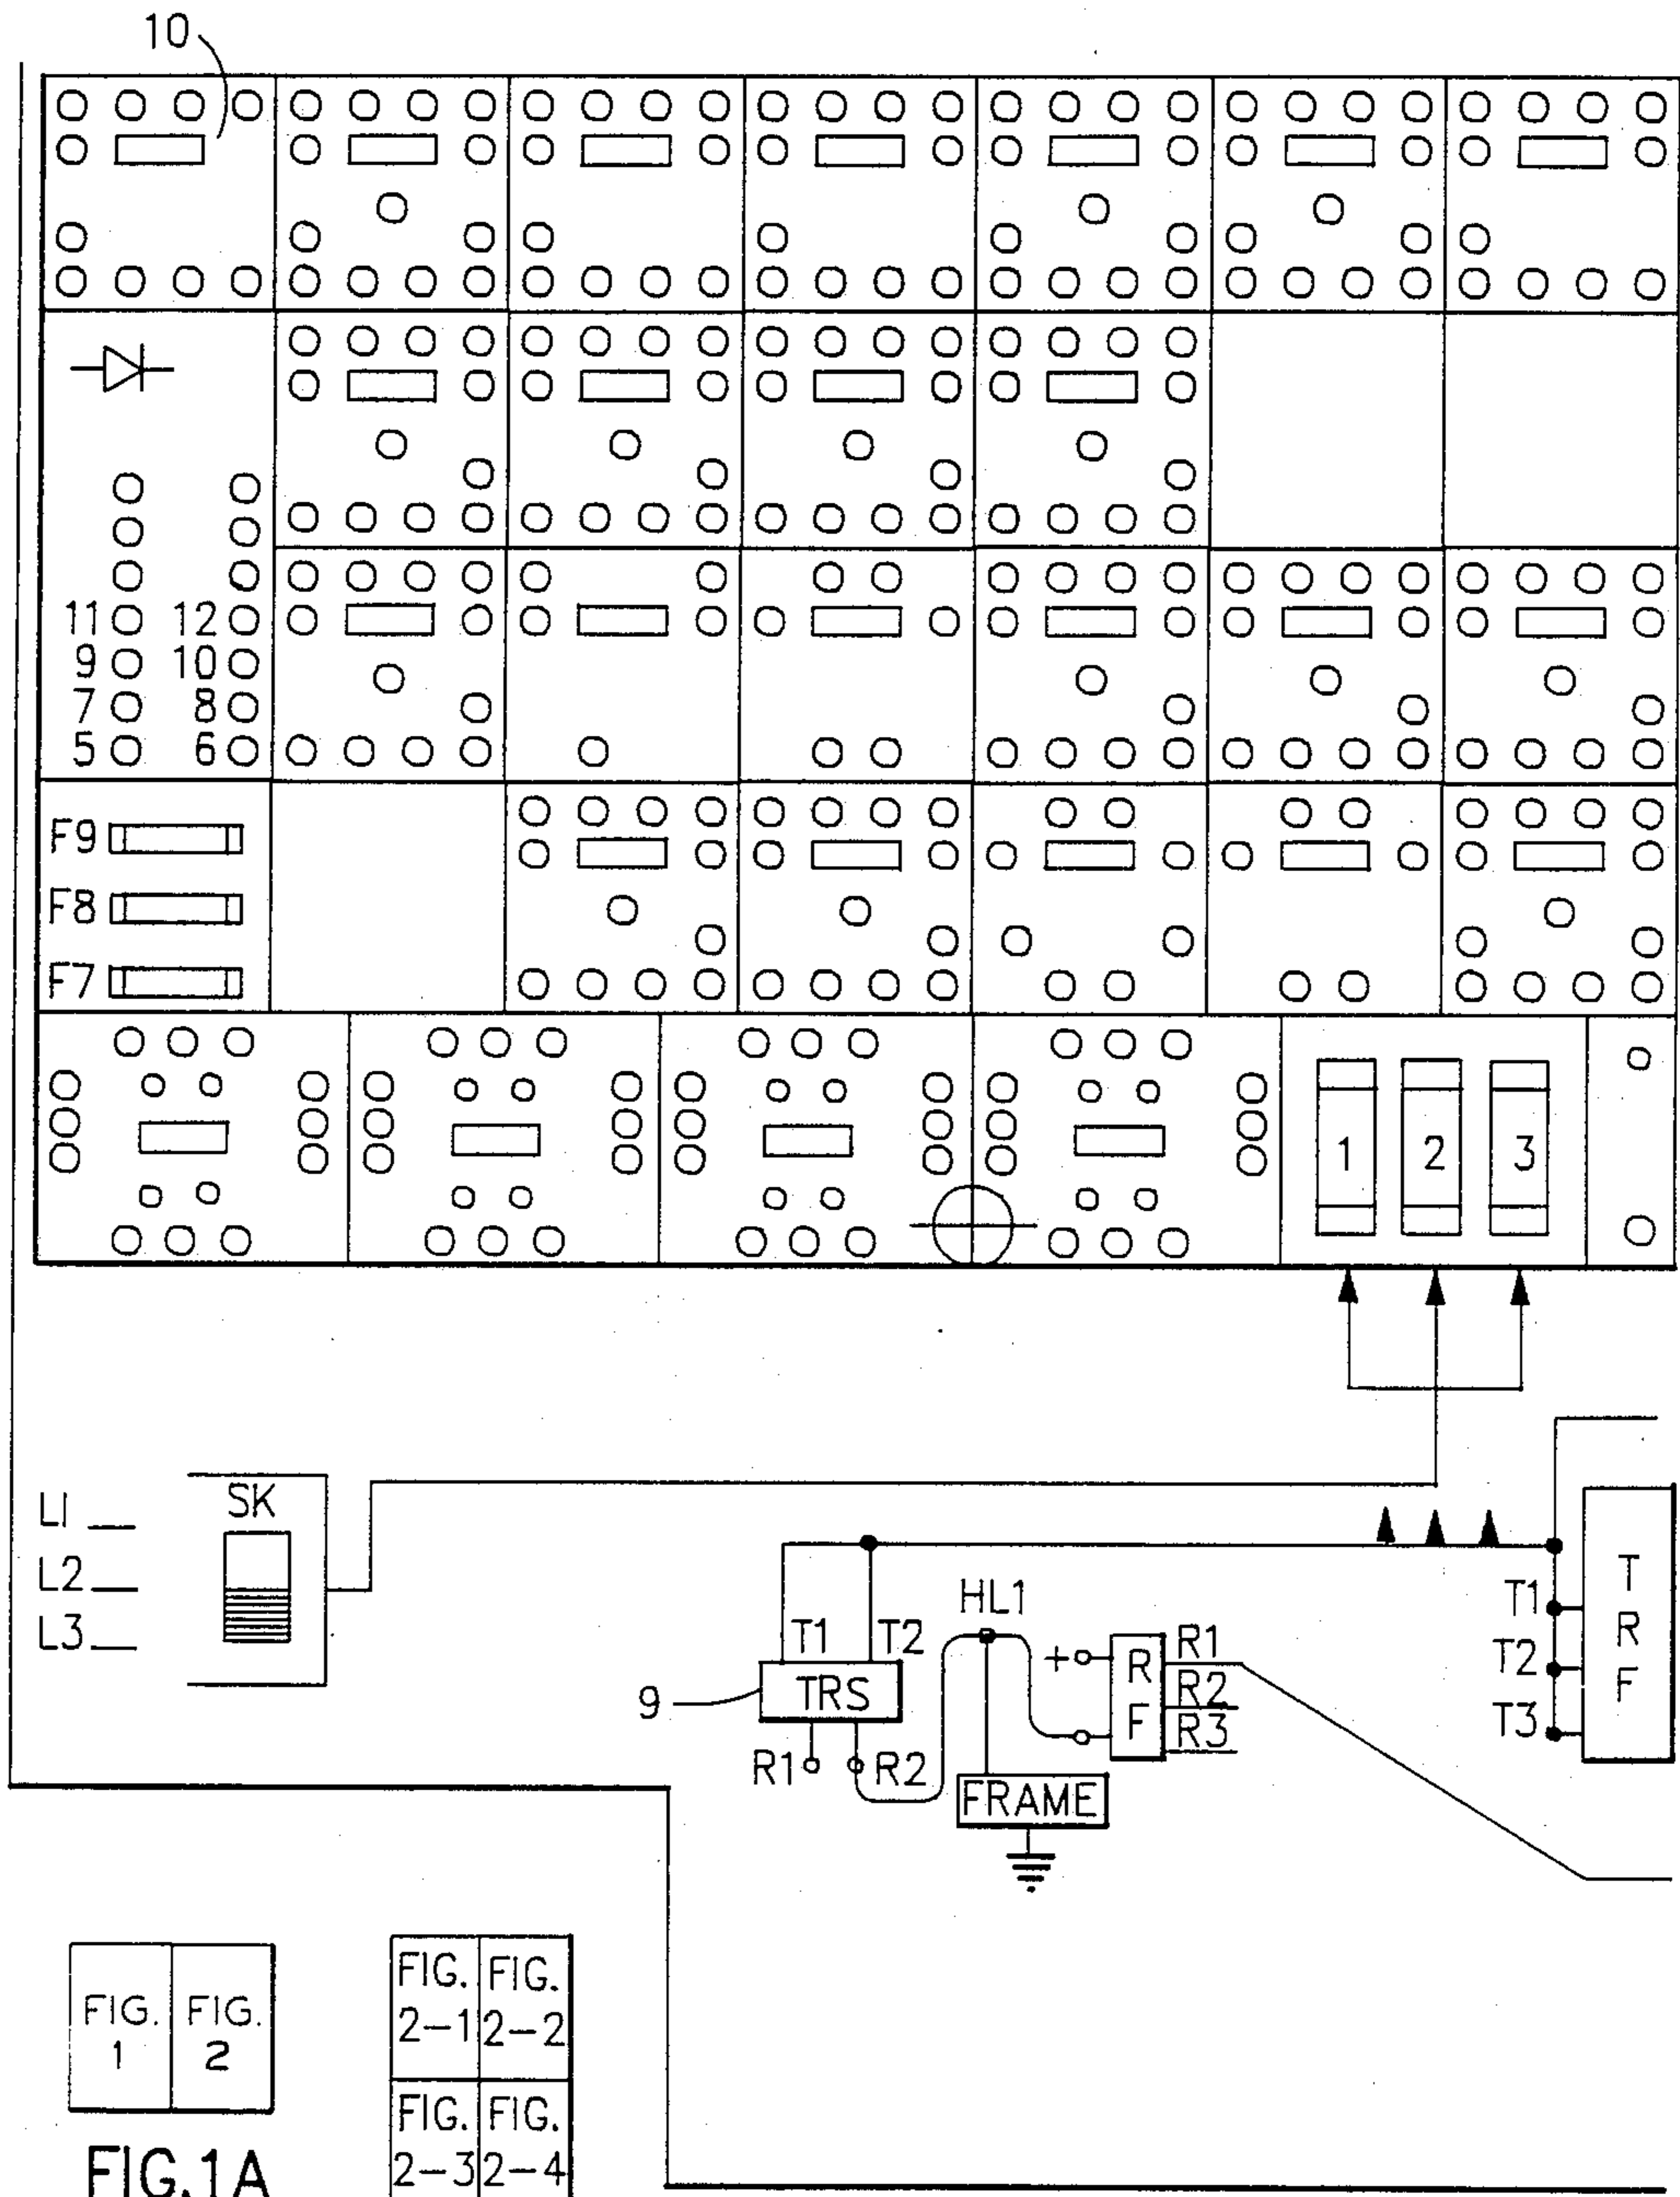 10
11 12
9 10
7 8
5 6
F9
F8
F7
1 2 3
L1
SK
L2
L3
T1 T2
HL1
TRS
9
R1 R2
+
R
F
R1
R2
R3
FRAME
T1
T2
T3
T
R
F
FIG.
1
FIG.
2
FIG.1A
FIG.
2-1
FIG.
2-2
FIG.
2-3
FIG.
2-4